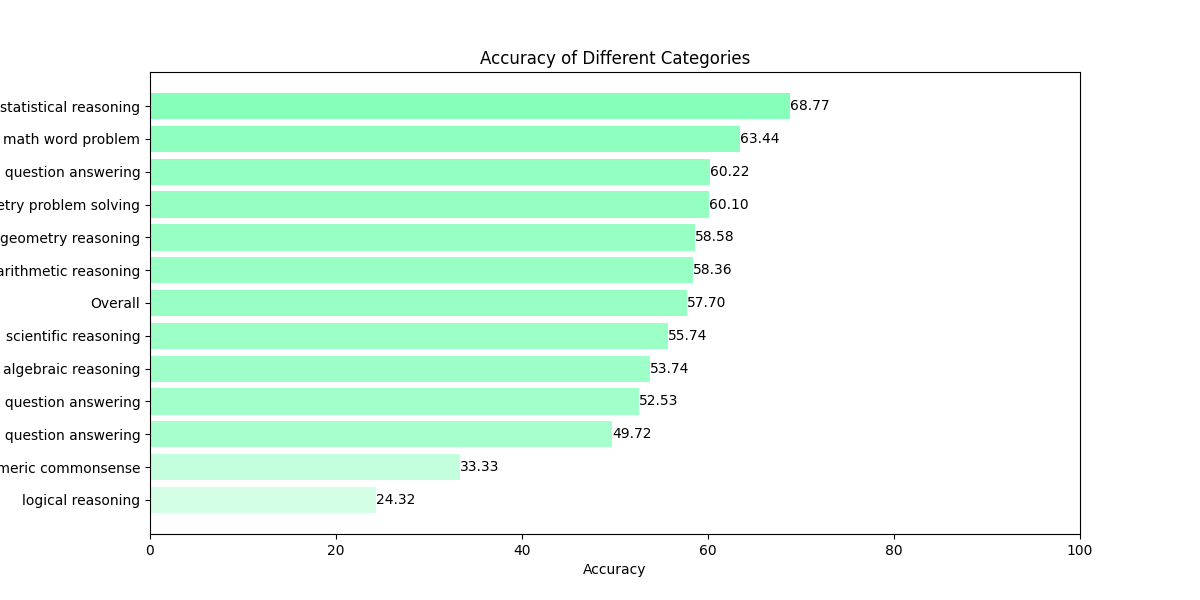 Accuracy of Different Categories
statistical reasoning 68.77
math word problem 63.44
question answering 60.22
etry problem solving 60.10
geometry reasoning 58.58
arithmetic reasoning 58.36
Overall 57.70
scientific reasoning 55.74
algebraic reasoning 53.74
question answering 52.53
question answering 49.72
meric commonsense 33.33
logical reasoning 24.32
0 20 40 60 80 100
Accuracy